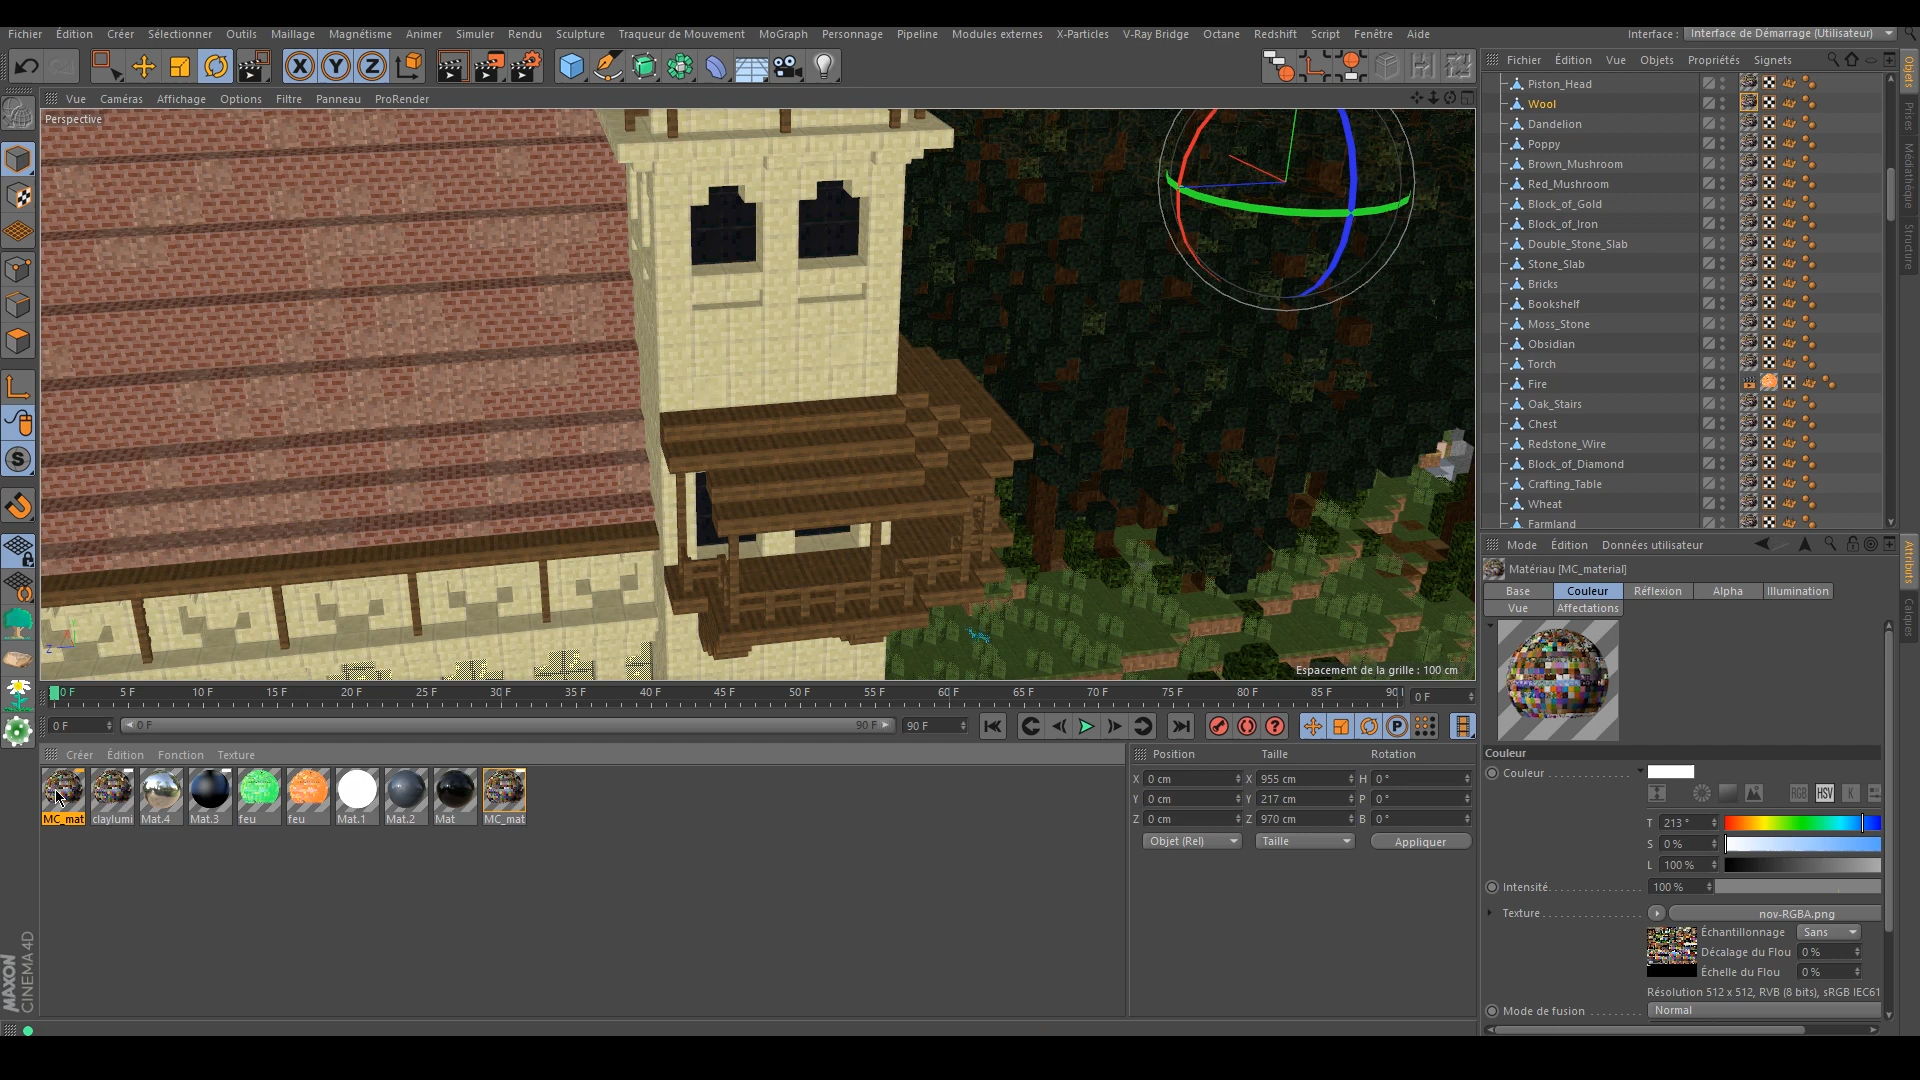 Fichier Édition Créer Sélectionner Outils Maillage Magnétisme Animer Simuler Rendu Sculpture Traqueur de Mouvement MoGraph Personnage Pipeline Modules externes X-Particles V-Ray Bridge Octane Redshift Script Fenêtre Aide Interface : Interface de Démarrage (Utilisateur)
X Y Z
Fichier Édition Vue Objets Propriétés Signets
Vue Caméras Affichage Options Filtre Panneau ProRender
Perspective
Piston_Head
Wool
Dandelion
Poppy
Brown_Mushroom
Red_Mushroom
Block_of_Gold
Block_of_Iron
Double_Stone_Slab
Stone_Slab
Bricks
Bookshelf
Moss_Stone
Obsidian
Torch
Fire
Oak_Stairs
Chest
Redstone_Wire
Block_of_Diamond
Crafting_Table
Wheat
Farmland
Objets
Prises
Médiathèque
Structure
S
Y
Z
Espacement de la grille : 100 cm
0 F 5 F 10 F 15 F 20 F 25 F 30 F 35 F 40 F 45 F 50 F 55 F 60 F 65 F 70 F 75 F 80 F 85 F 90 0 F
0 F 0 F 90 F 90 F ? P
Créer Édition Fonction Texture
MC_mat claylumi Mat.4 Mat.3 feu feu Mat.1 Mat.2 Mat MC_mat
Position Taille Rotation
X 0 cm X 955 cm H 0 °
Y 0 cm Y 217 cm P 0 °
Z 0 cm Z 970 cm B 0 °
Objet (Rel) Taille Appliquer
MAXON
CINEMA 4D
Mode Édition Données utilisateur
Matériau [MC_material]
Base Couleur Réflexion Alpha Illumination
Vue Affectations
Attributs
Calques
Couleur
Couleur
RGB HSV K
T 213 °
S 0 %
L 100 %
Intensité 100 %
Texture nov-RGBA.png
Échantillonnage Sans
Décalage du Flou 0 %
Échelle du Flou 0 %
Résolution 512 x 512, RVB (8 bits), sRGB IEC61
Mode de fusion Normal